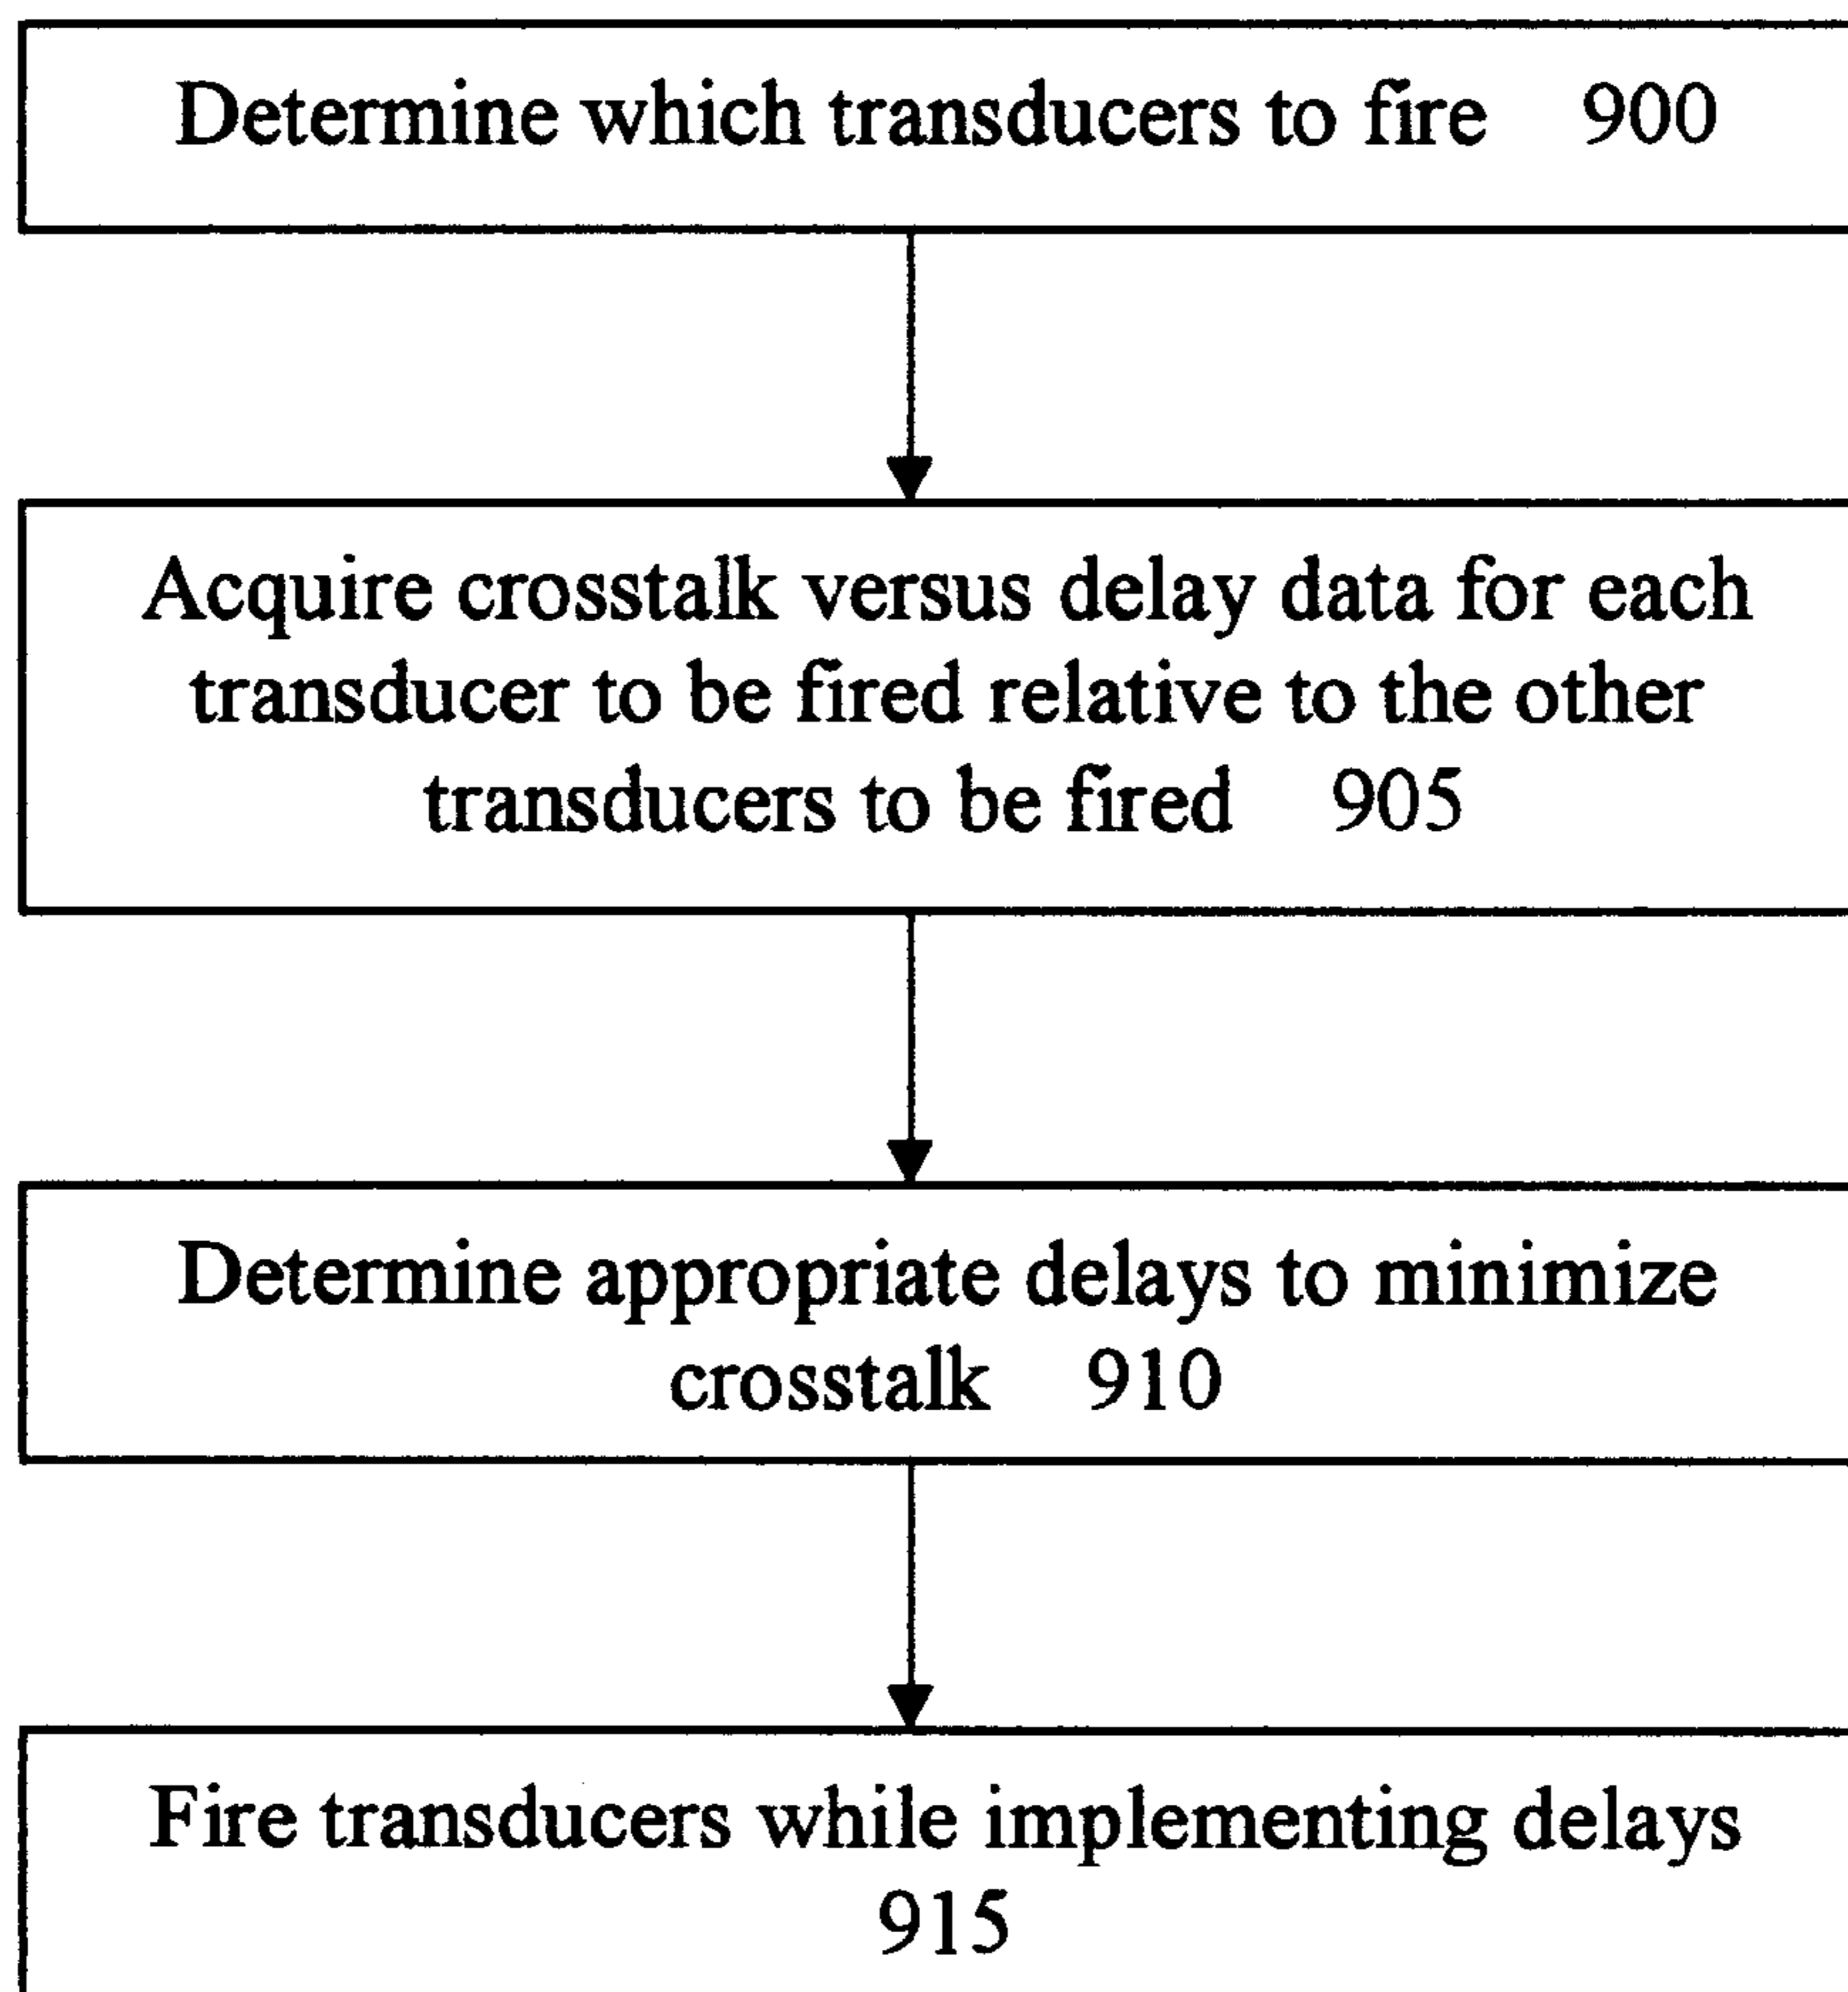 Determine which transducers to fire 900
Acquire crosstalk versus delay data for each
transducer to be fired relative to the other
transducers to be fired 905
Determine appropriate delays to minimize
crosstalk 910
Fire transducers while implementing delays
915